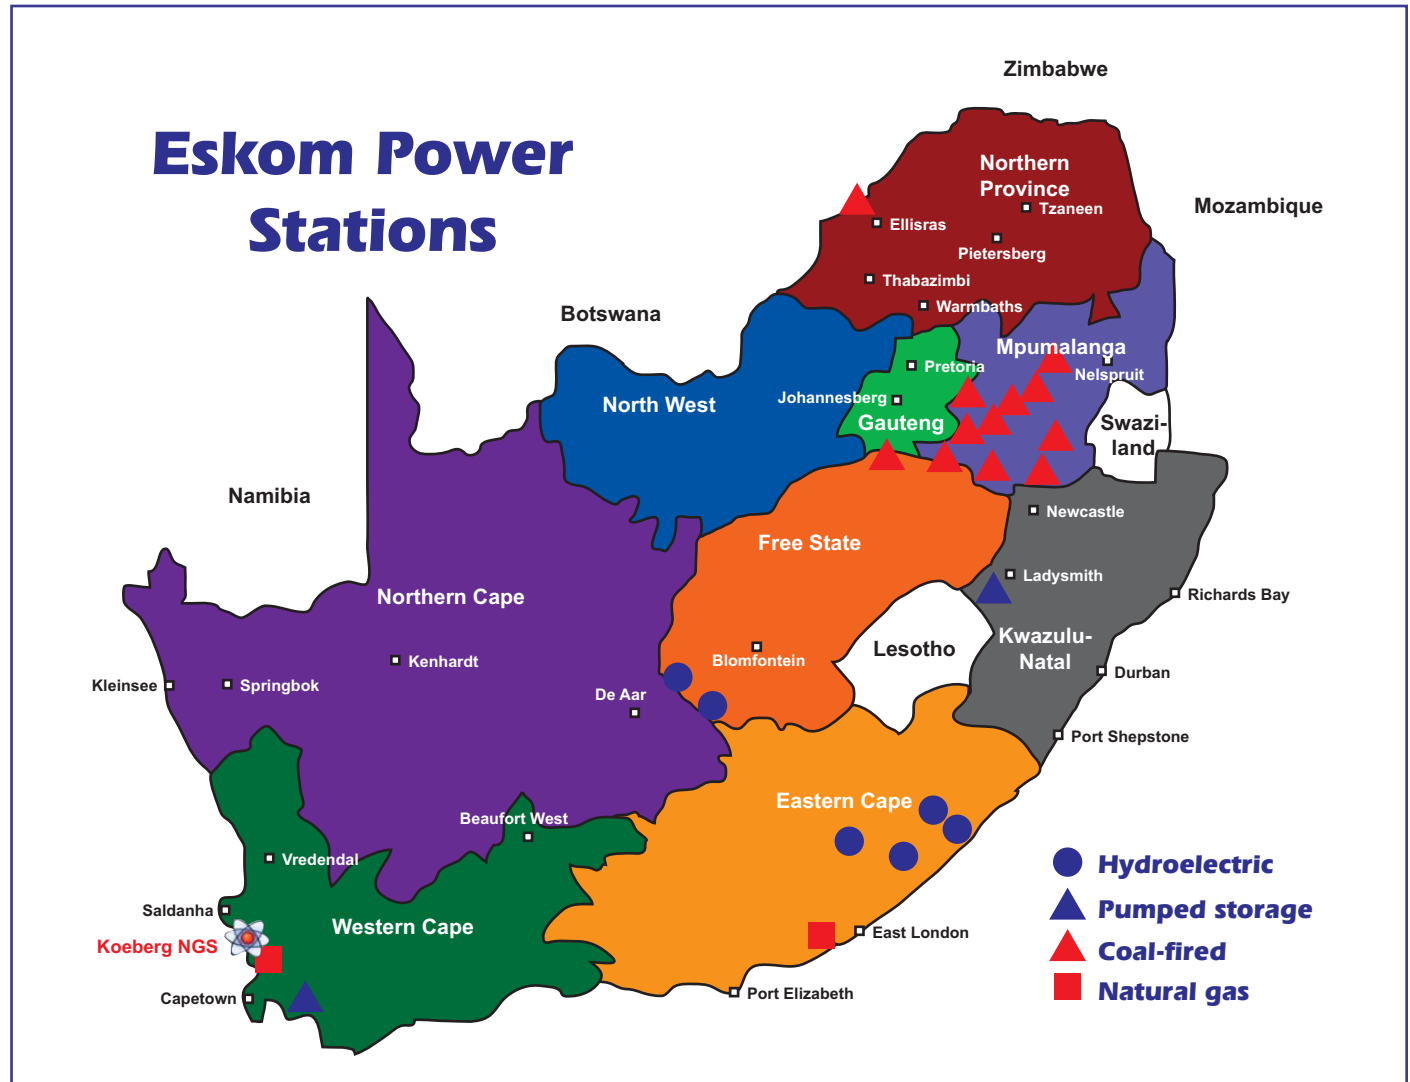 Eskom Power
Stations
Zimbabwe
Mozambique
Botswana
Namibia
Northern
Province
Tzaneen
Ellisras
Pietersberg
Thabazimbi
Warmbaths
Mpumalanga
Nelspruit
Pretoria
Johannesberg
Gauteng
North West
Swazi-
land
Newcastle
Free State
Ladysmith
Richards Bay
Northern Cape
Kwazulu-
Natal
Lesotho
Blomfontein
Kenhardt
Durban
Kleinsee
Springbok
De Aar
Port Shepstone
Eastern Cape
Beaufort West
Vredendal
Saldanha
Western Cape
East London
Koeberg NGS
Capetown
Port Elizabeth
Hydroelectric
Pumped storage
Coal-fired
Natural gas